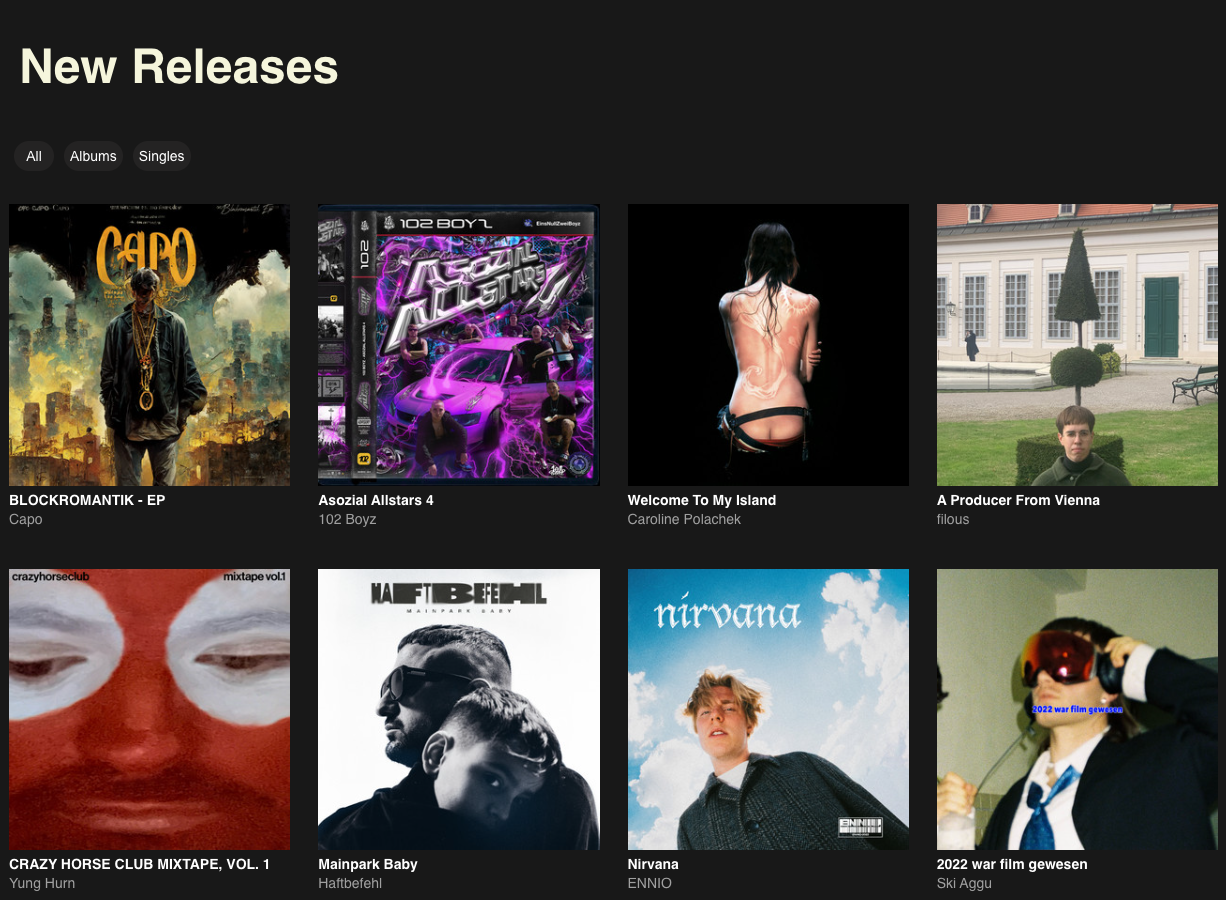 New Releases
All
Albums
Singles
CAPO
102 BOYZ
EinsNullZweiBoyz
102
ASOZIAL
ALLSTARS 4
BLOCKROMANTIK - EP
Capo
Asozial Allstars 4
102 Boyz
Welcome To My Island
Caroline Polachek
A Producer From Vienna
filous
crazyhorseclub
mixtape vol.1
HAFTBEFEHL
MAINPARK BABY
nirvana
ENNIO
2022 war film gewesen
CRAZY HORSE CLUB MIXTAPE, VOL. 1
Yung Hurn
Mainpark Baby
Haftbefehl
Nirvana
ENNIO
2022 war film gewesen
Ski Aggu